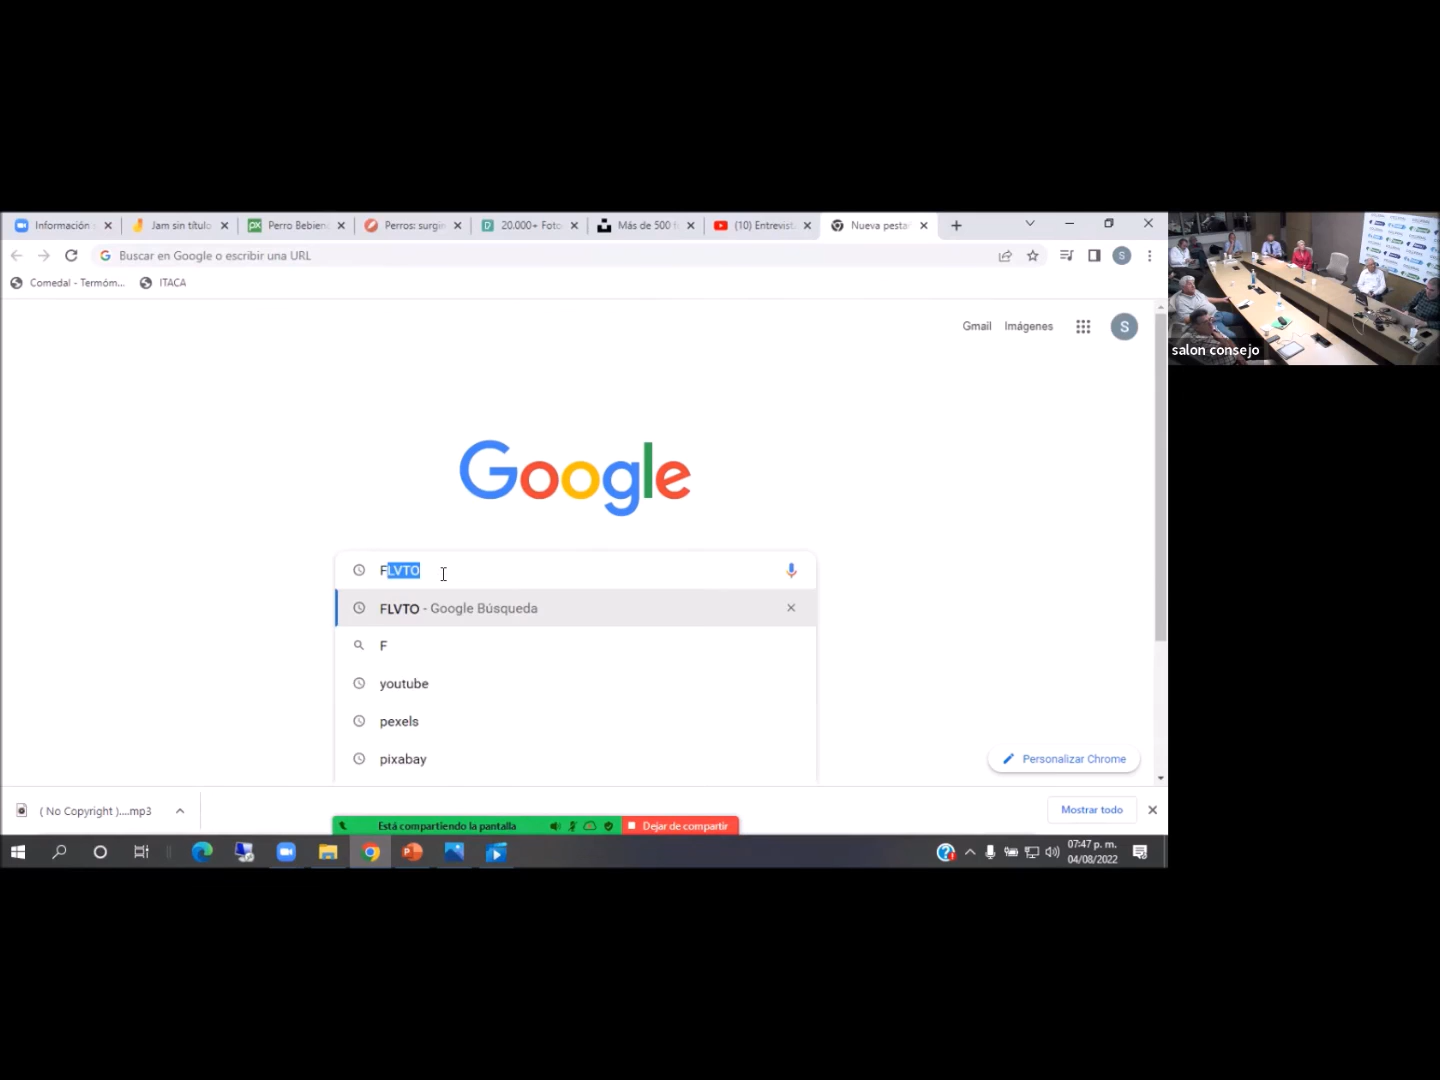 Información
Jam sin título
Perro Bebien
Perros: surgir
20.000+ Foto
Más de 500 f
(10) Entrevist
Nueva pesta
Buscar en Google o escribir una URL
Comedal - Termóm...
ITACA
Gmail
Imágenes
S
salon consejo
Google
FLVTO
FLVTO - Google Búsqueda
F
youtube
pexels
pixabay
Personalizar Chrome
( No Copyright )....mp3
Mostrar todo
Está compartiendo la pantalla
Dejar de compartir
07:47 p. m.
04/08/2022